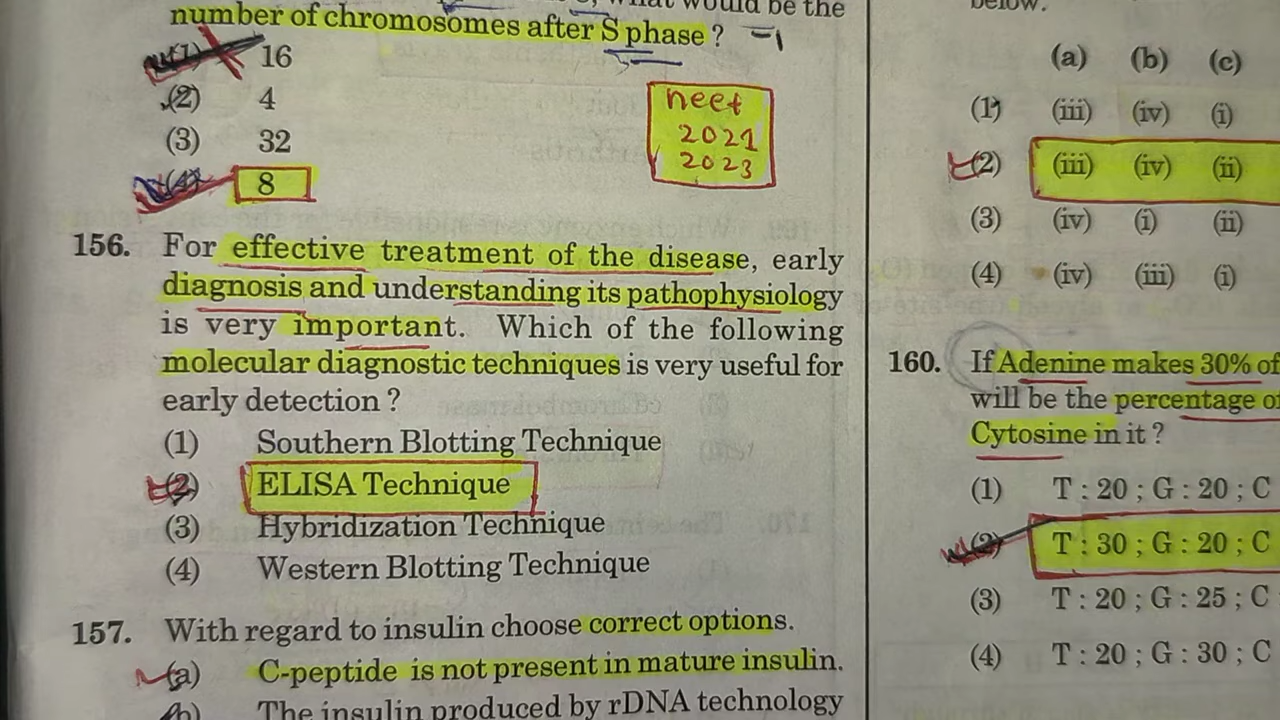 would be the
number of chromosomes after S phase ?
(1) 16
(2) 4
(3) 32
(4) 8
neet
2021
2023
156. For effective treatment of the disease, early
diagnosis and understanding its pathophysiology
is very important. Which of the following
molecular diagnostic techniques is very useful for
early detection ?
(1) Southern Blotting Technique
(2) ELISA Technique
(3) Hybridization Technique
(4) Western Blotting Technique
157. With regard to insulin choose correct options.
(a) C-peptide is not present in mature insulin.
(b) The insulin produced by rDNA technology
below.
(a) (b) (c)
(1) (iii) (iv) (i)
(2) (iii) (iv) (ii)
(3) (iv) (i) (ii)
(4) (iv) (iii) (i)
160. If Adenine makes 30% of
will be the percentage of
Cytosine in it ?
(1) T : 20 ; G : 20 ; C
(2) T : 30 ; G : 20 ; C
(3) T : 20 ; G : 25 ; C
(4) T : 20 ; G : 30 ; C